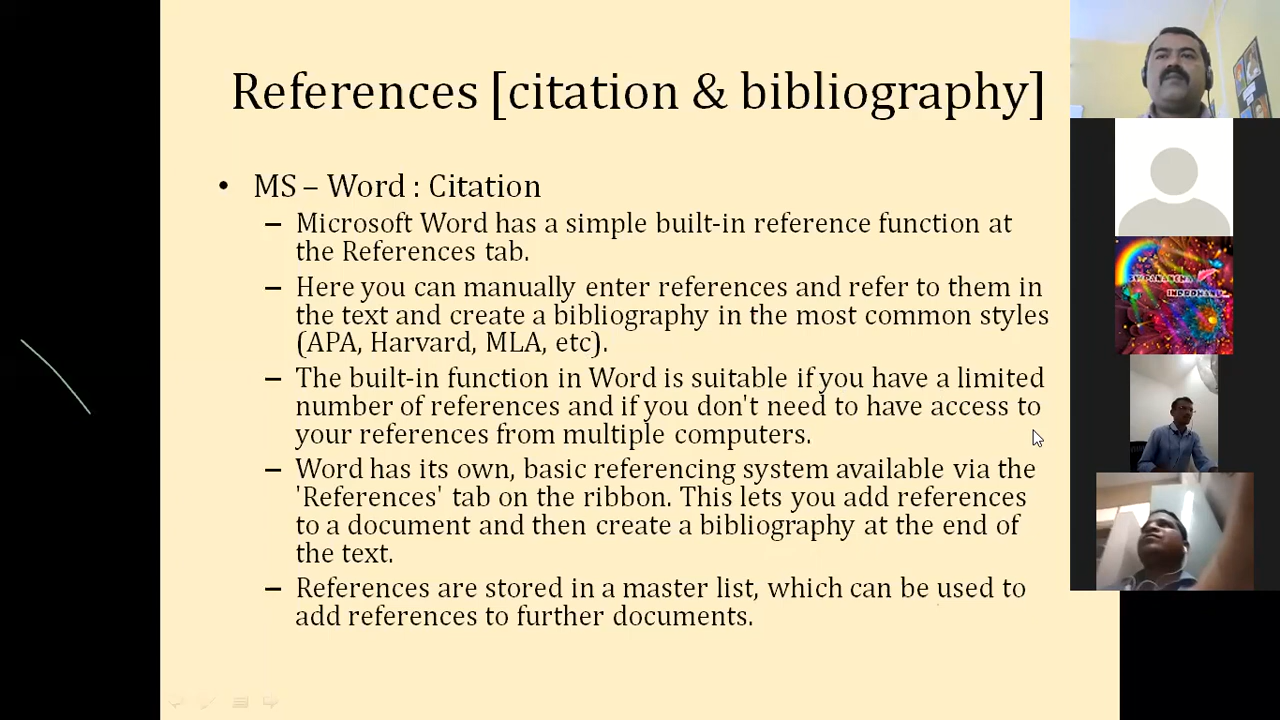 References [citation & bibliography]
• MS – Word : Citation
– Microsoft Word has a simple built-in reference function at
the References tab.
– Here you can manually enter references and refer to them in
the text and create a bibliography in the most common styles
(APA, Harvard, MLA, etc).
– The built-in function in Word is suitable if you have a limited
number of references and if you don't need to have access to
your references from multiple computers.
– Word has its own, basic referencing system available via the
'References' tab on the ribbon. This lets you add references
to a document and then create a bibliography at the end of
the text.
– References are stored in a master list, which can be used to
add references to further documents.